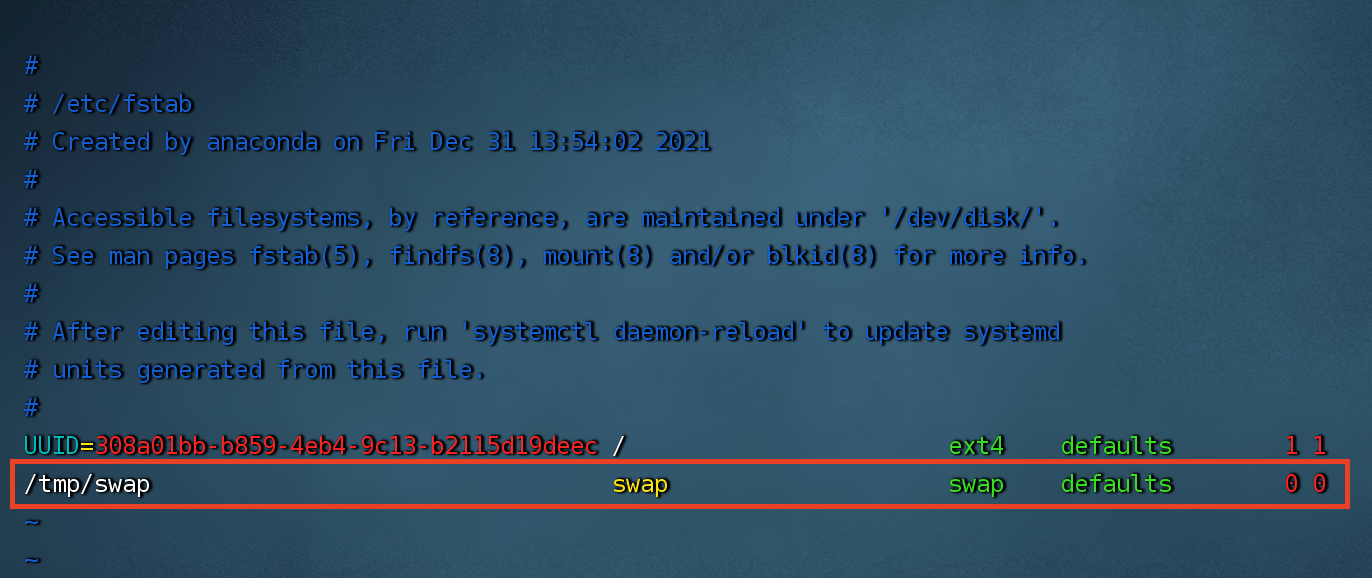 #
# /etc/fstab
# Created by anaconda on Fri Dec 31 13:54:02 2021
#
# Accessible filesystems, by reference, are maintained under '/dev/disk/'.
# See man pages fstab(5), findfs(8), mount(8) and/or blkid(8) for more info.
#
# After editing this file, run 'systemctl daemon-reload' to update systemd
# units generated from this file.
#
UUID=308a01bb-b859-4eb4-9c13-b2115d19deec / ext4 defaults 1 1
/tmp/swap swap swap defaults 0 0
~
~